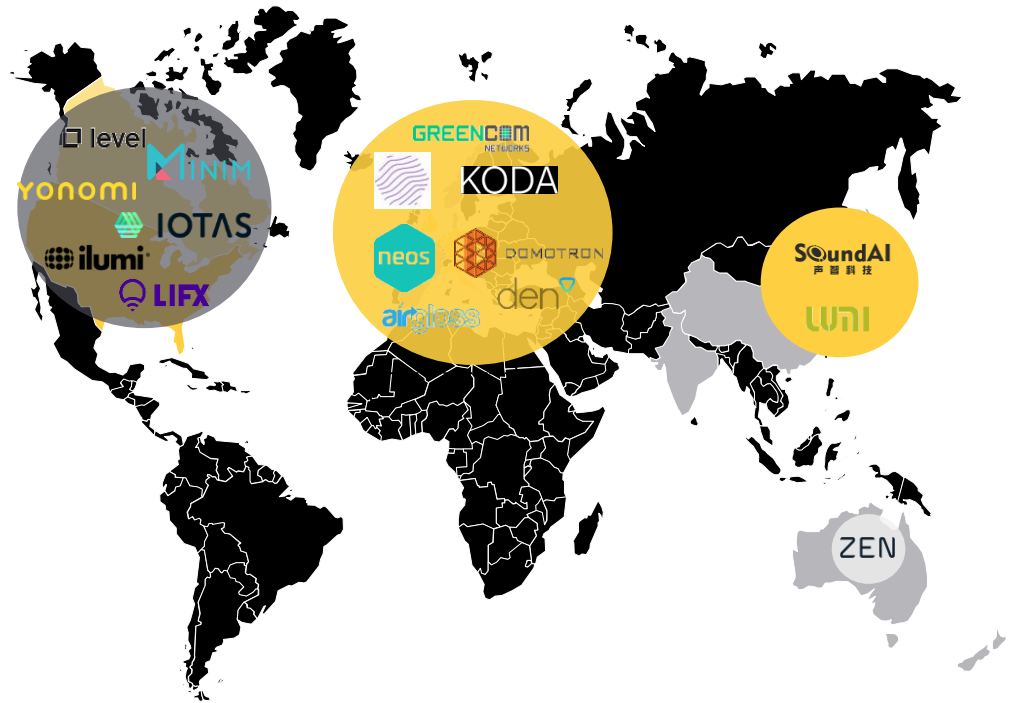 level
MINIM
YONOMI
IOTAS
ilumi
LIFX
GREENCOM
NETWORKS
KODA
neos
DOMOTRON
den
airgloss
SoundAI
声智科技
LUMI
ZEN